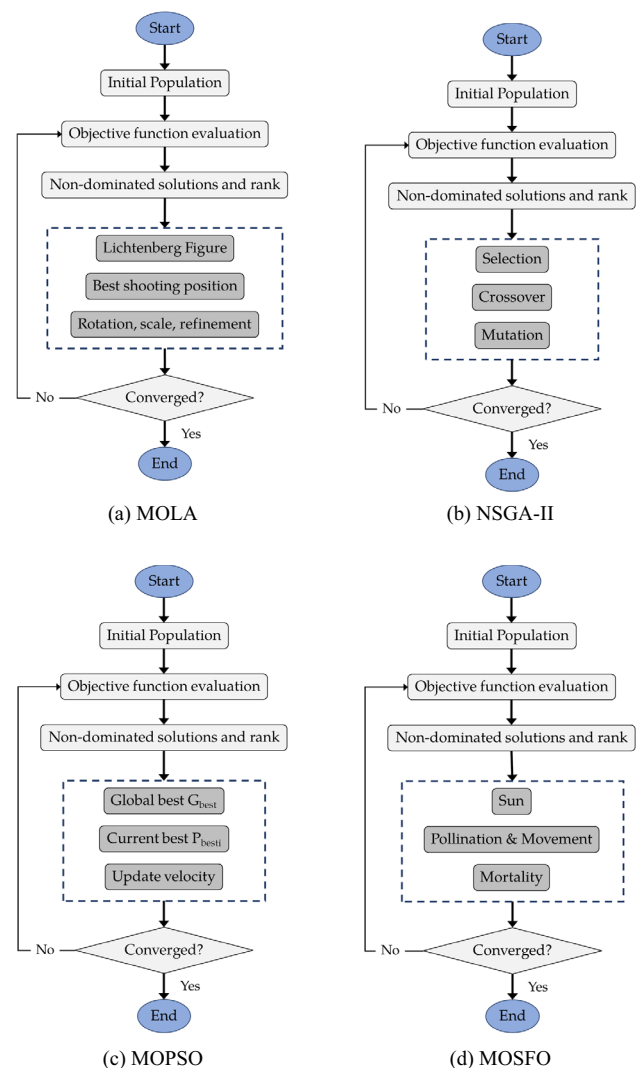 Start
Initial Population
Objective function evaluation
Non-dominated solutions and rank
Lichtenberg Figure
Best shooting position
Rotation, scale, refinement
No
Converged?
Yes
End
(a) MOLA
Start
Initial Population
Objective function evaluation
Non-dominated solutions and rank
Selection
Crossover
Mutation
No
Converged?
Yes
End
(b) NSGA-II
Start
Initial Population
Objective function evaluation
Non-dominated solutions and rank
Global best Gbest
Current best Pbesti
Update velocity
No
Converged?
Yes
End
(c) MOPSO
Start
Initial Population
Objective function evaluation
Non-dominated solutions and rank
Sun
Pollination & Movement
Mortality
No
Converged?
Yes
End
(d) MOSFO